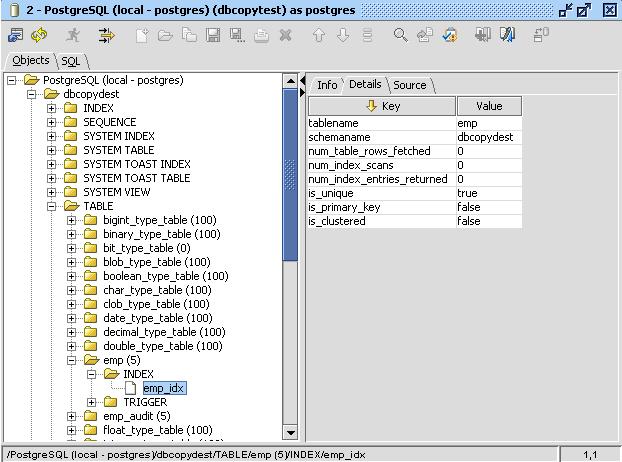 2 - PostgreSQL (local - postgres) (dbcopytest) as postgres
Objects
SQL
PostgreSQL (local - postgres)
dbcopydest
INDEX
SEQUENCE
SYSTEM INDEX
SYSTEM TABLE
SYSTEM TOAST INDEX
SYSTEM TOAST TABLE
SYSTEM VIEW
TABLE
bigint_type_table (100)
binary_type_table (100)
bit_type_table (0)
blob_type_table (100)
boolean_type_table (100)
char_type_table (100)
clob_type_table (100)
date_type_table (100)
decimal_type_table (100)
double_type_table (100)
emp (5)
INDEX
emp_idx
TRIGGER
emp_audit (5)
float_type_table (100)
Info Details Source
Key Value
tablename emp
schemaname dbcopydest
num_table_rows_fetched 0
num_index_scans 0
num_index_entries_returned 0
is_unique true
is_primary_key false
is_clustered false
/PostgreSQL (local - postgres)/dbcopydest/TABLE/emp (5)/INDEX/emp_idx
1,1